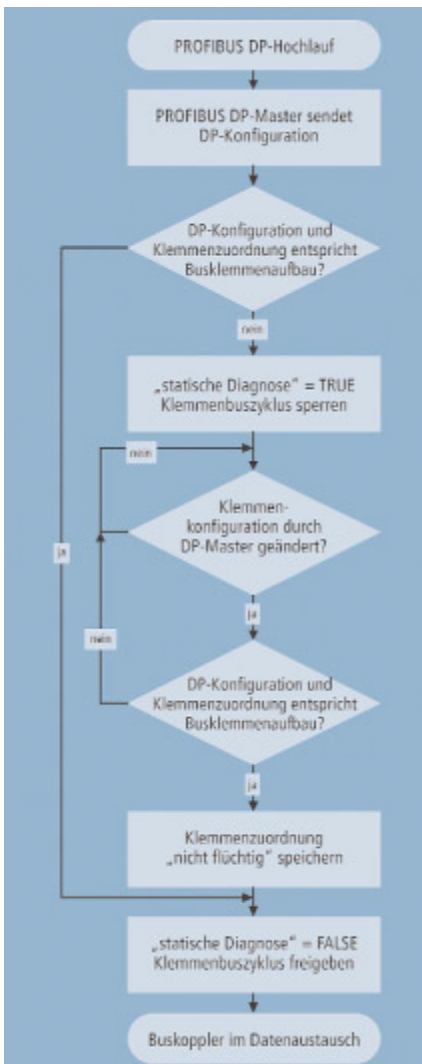 PROFIBUS DP-Hochlauf
PROFIBUS DP-Master sendet
DP-Konfiguration
DP-Konfiguration und
Klemmenzuordnung entspricht
Busklemmenaufbau?
nein
„statische Diagnose“ = TRUE
Klemmenbuszyklus sperren
nein
Klemmen-
konfiguration durch
DP-Master geändert?
ja
ja
nein
DP-Konfiguration und
Klemmenzuordnung entspricht
Busklemmenaufbau?
ja
Klemmenzuordnung
„nicht flüchtig“ speichern
„statische Diagnose“ = FALSE
Klemmenbuszyklus freigeben
Buskoppler im Datenaustausch